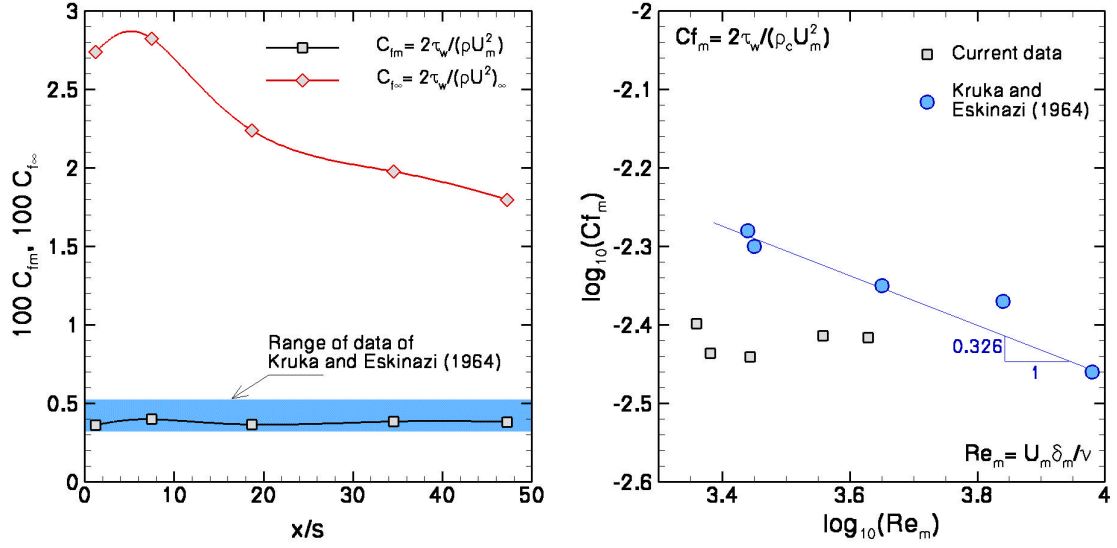 3
2.5
2
1.5
1
0.5
0
0
10
20
30
40
50
100 C_fm, 100 C_f∞
x/s
C_fm = 2τ_w/(ρU_m^2)
C_f∞ = 2τ_w/(ρU^2)_∞
Range of data of
Kruka and Eskinazi (1964)
-2
-2.1
-2.2
-2.3
-2.4
-2.5
-2.6
3.4
3.6
3.8
4
log_10(Cf_m)
log_10(Re_m)
Cf_m = 2τ_w/(ρ_c U_m^2)
Current data
Kruka and
Eskinazi (1964)
0.326
1
Re_m = U_m δ_m/ν